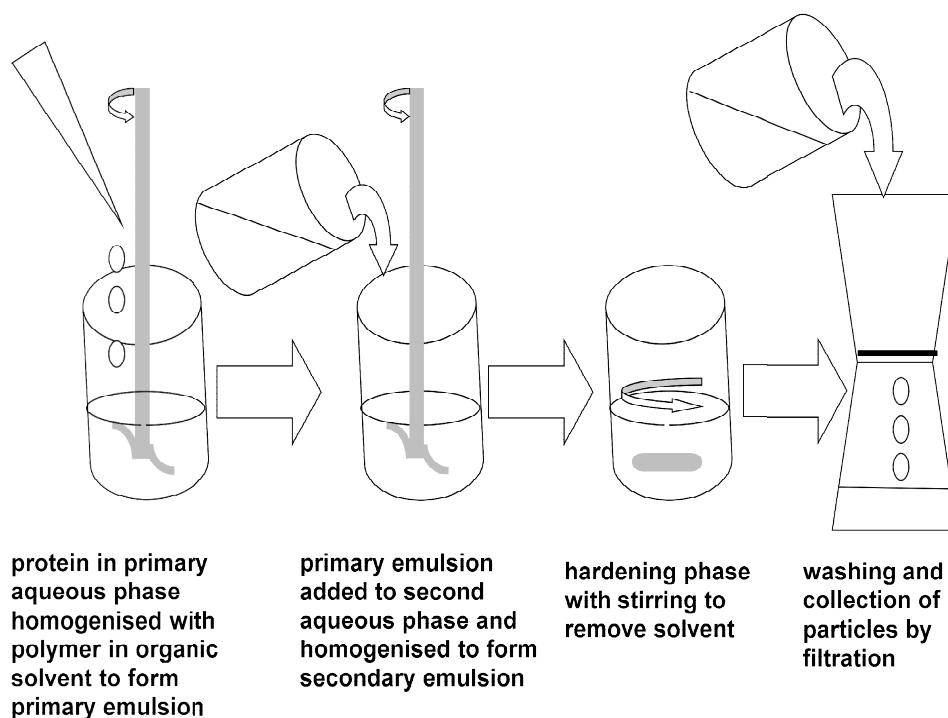 protein in primary
aqueous phase
homogenised with
polymer in organic
solvent to form
primary emulsion
primary emulsion
added to second
aqueous phase and
homogenised to form
secondary emulsion
hardening phase
with stirring to
remove solvent
washing and
collection of
particles by
filtration